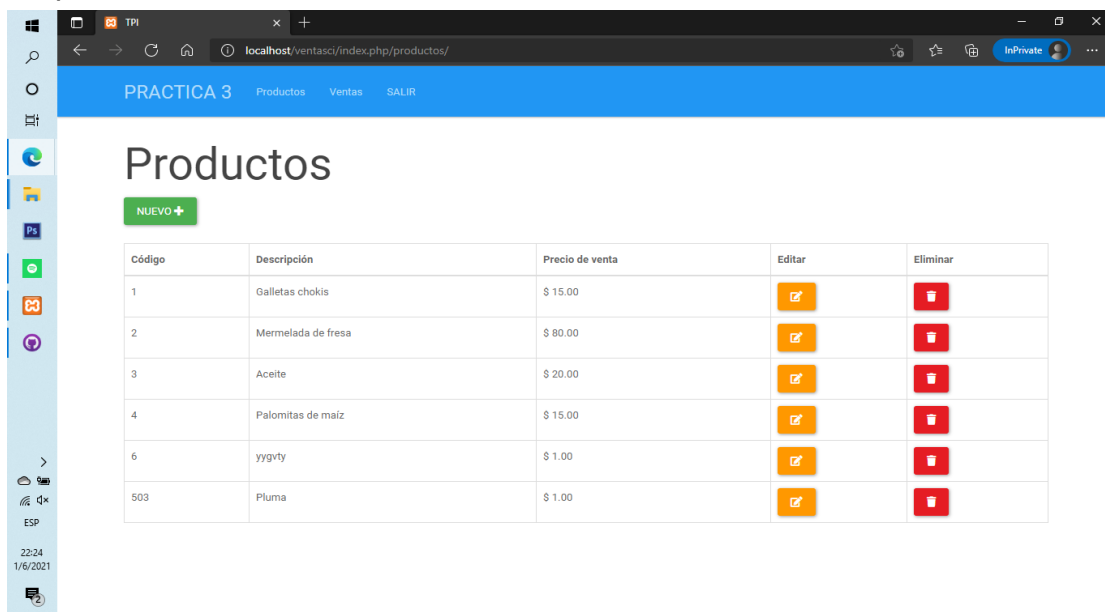 TPI
localhost/ventasci/index.php/productos/
InPrivate
PRACTICA 3 Productos Ventas SALIR
Productos
NUEVO
Código Descripción Precio de venta Editar Eliminar
1 Galletas chokis $ 15.00
2 Mermelada de fresa $ 80.00
3 Aceite $ 20.00
4 Palomitas de maíz $ 15.00
6 yygvty $ 1.00
503 Pluma $ 1.00
Ps
ESP
22:24
1/6/2021
2